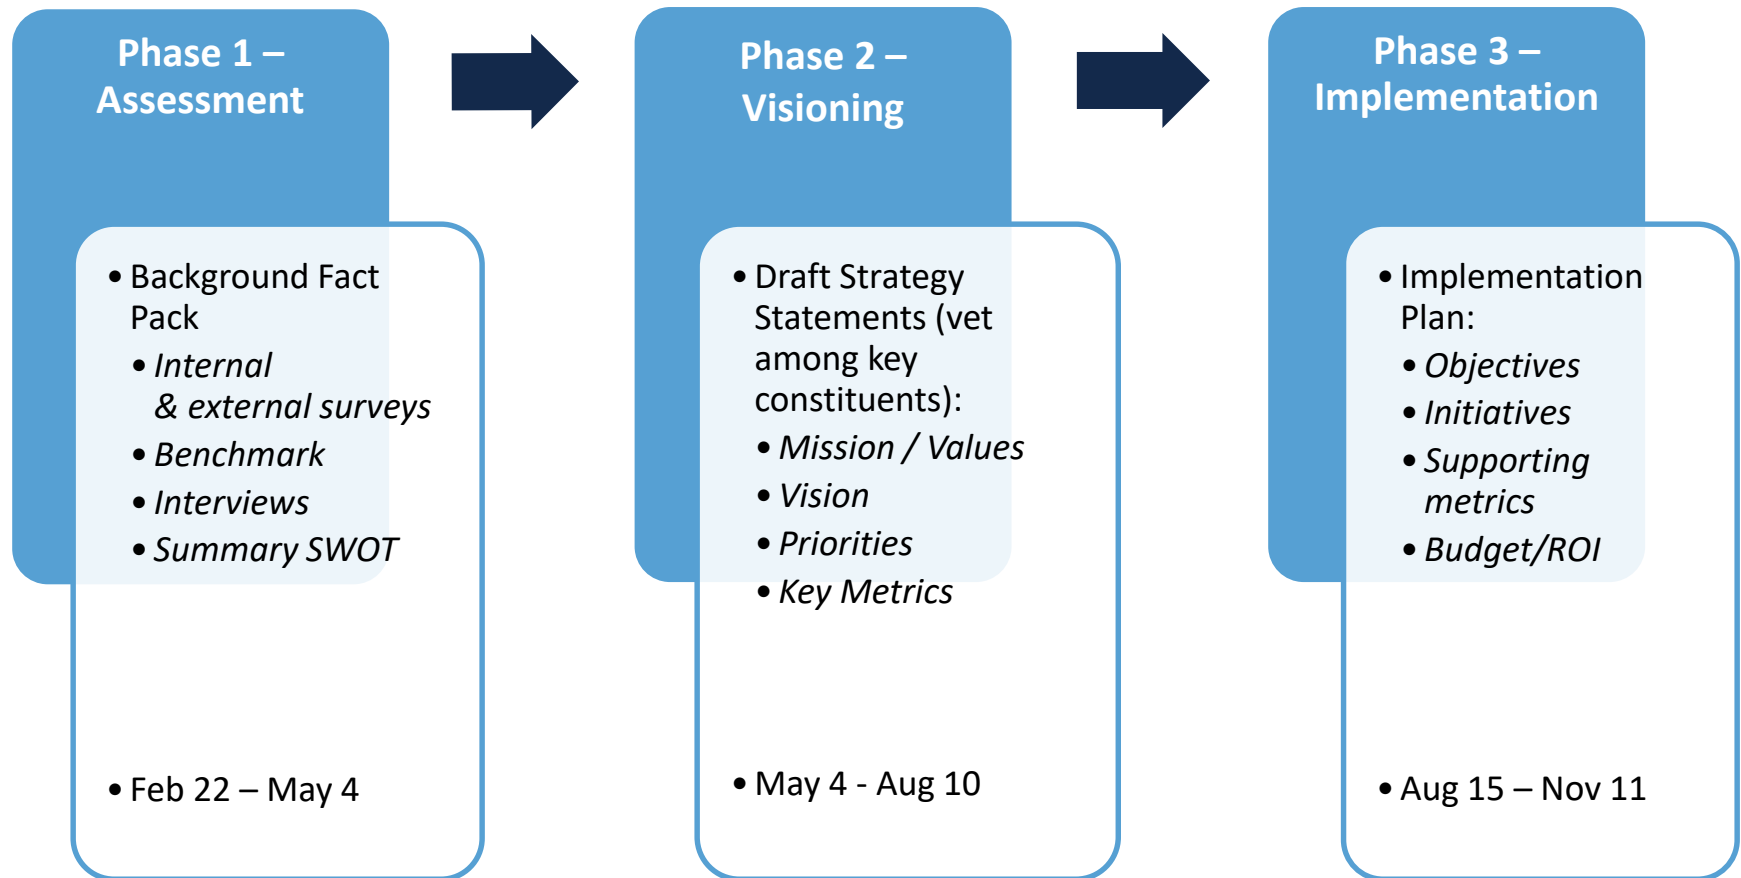 Phase 1 –
Assessment
• Background Fact
Pack
• Internal
& external surveys
• Benchmark
• Interviews
• Summary SWOT
• Feb 22 – May 4
Phase 2 –
Visioning
• Draft Strategy
Statements (vet
among key
constituents):
• Mission / Values
• Vision
• Priorities
• Key Metrics
• May 4 - Aug 10
Phase 3 –
Implementation
• Implementation
Plan:
• Objectives
• Initiatives
• Supporting
metrics
• Budget/ROI
• Aug 15 – Nov 11